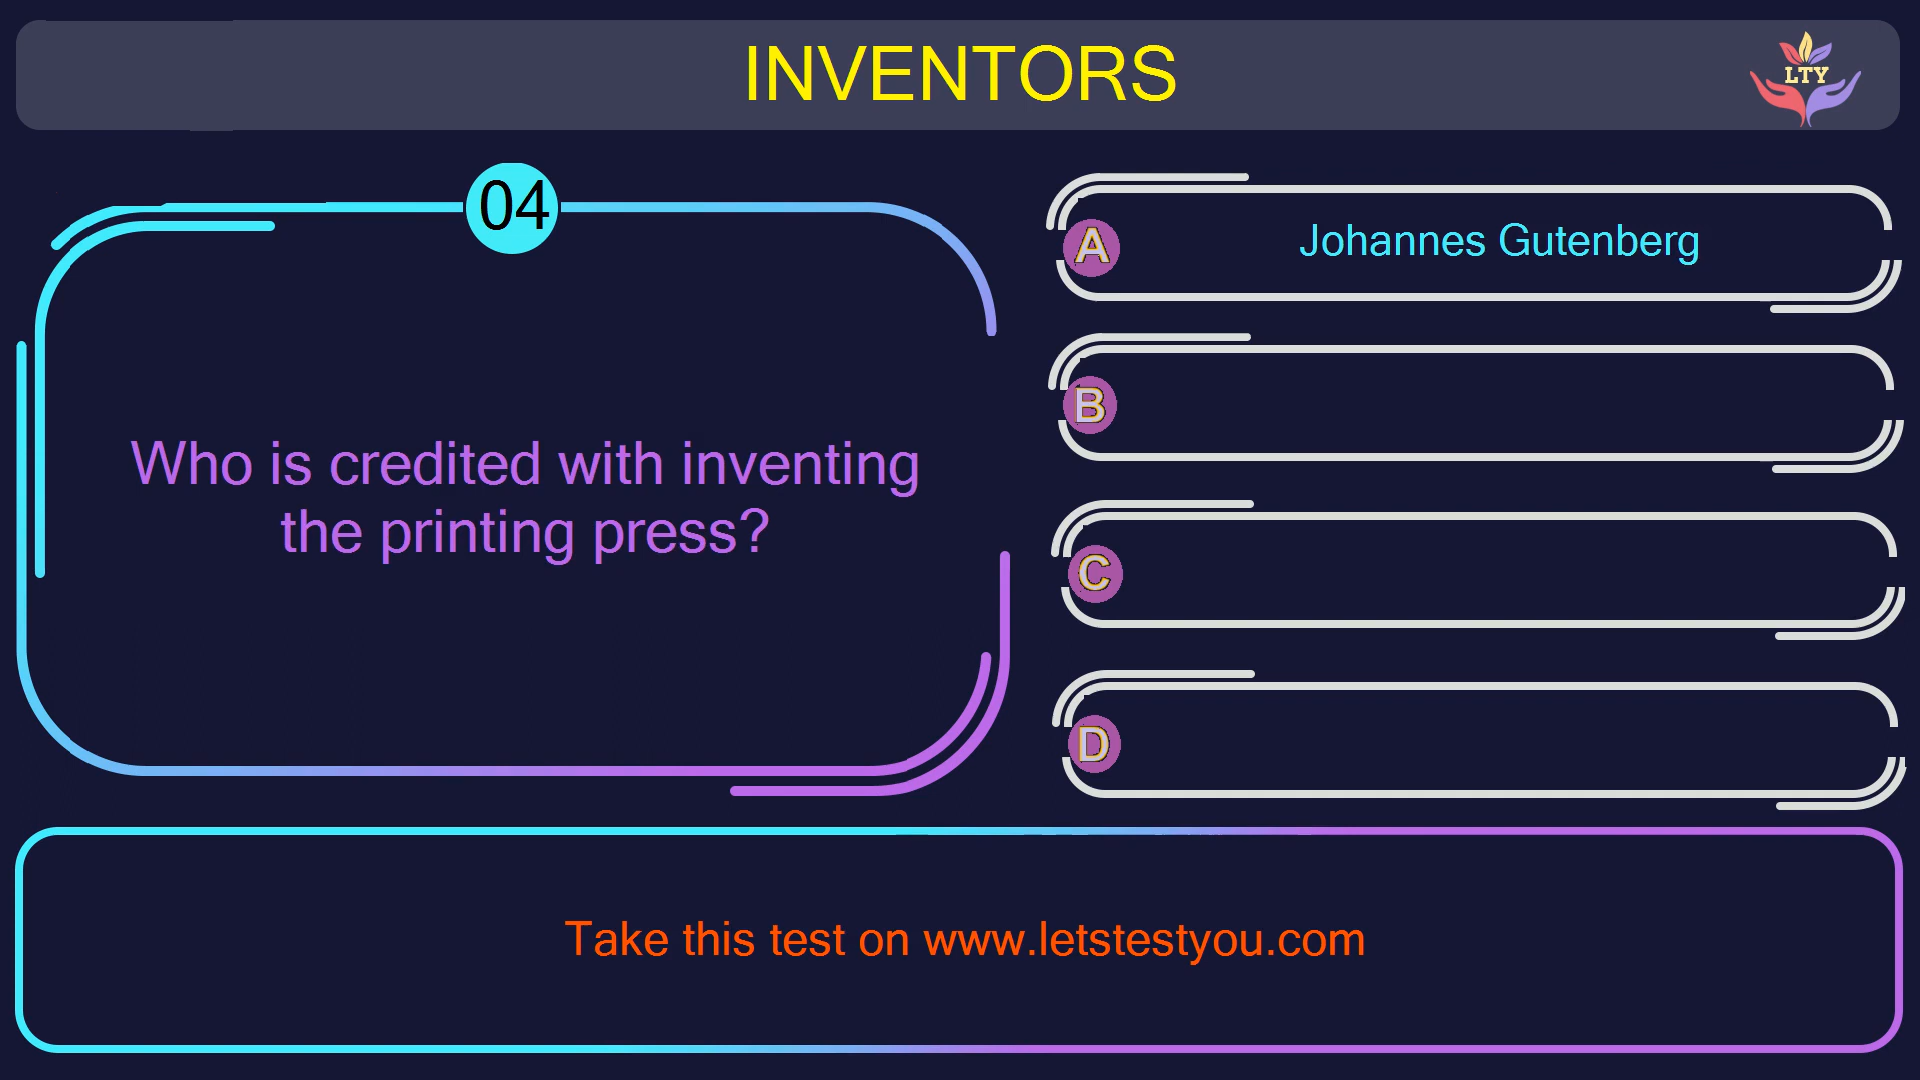 INVENTORS
LTY
04
Who is credited with inventing
the printing press?
A
Johannes Gutenberg
B
C
D
Take this test on www.letstestyou.com